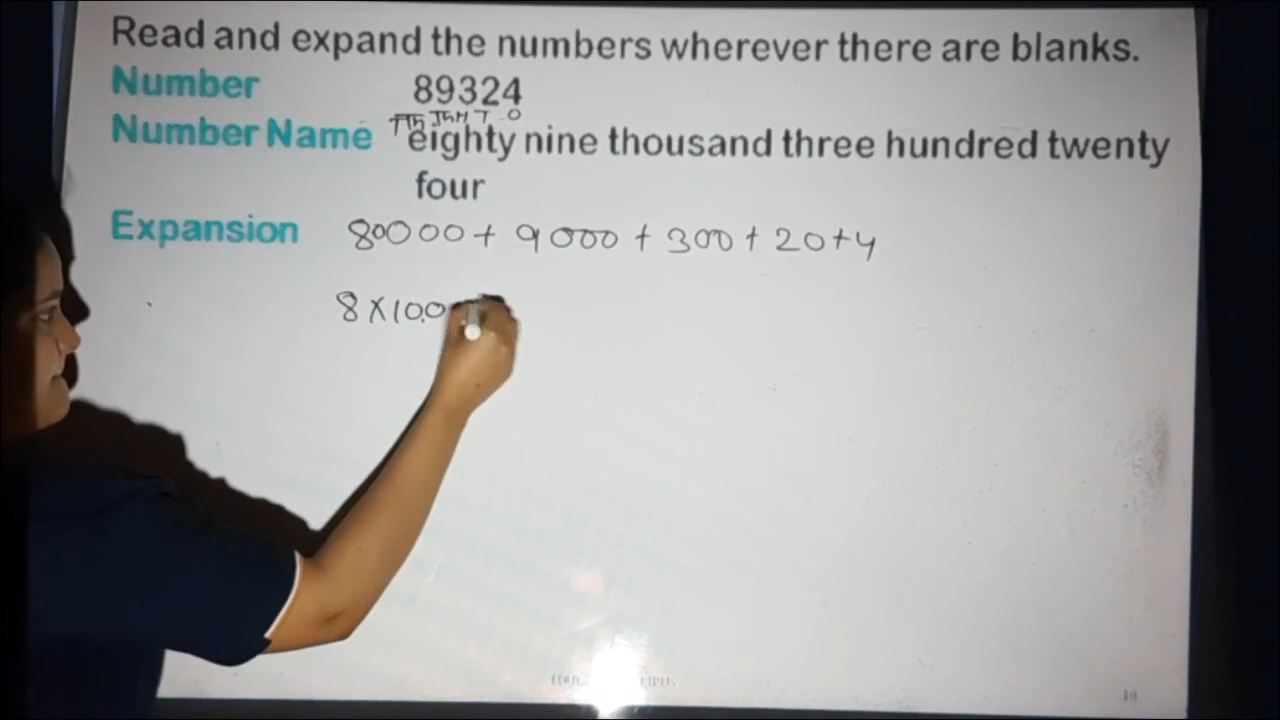 Read and expand the numbers wherever there are blanks.
Number 89324
TTh Th H T O
Number Name eighty nine thousand three hundred twenty
four
Expansion 80000 + 9000 + 300 + 20 + 4
8 × 100
19